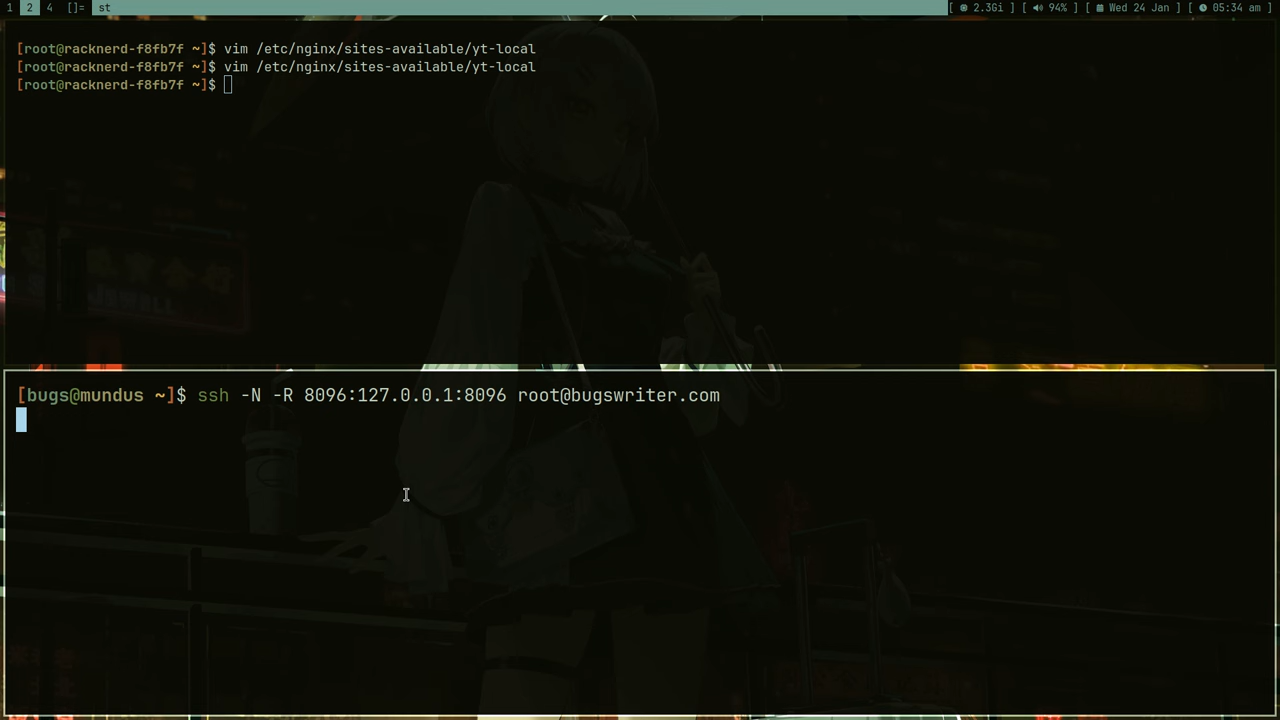 1 2 4 []= st [ 2.3Gi ] [ 94% ] [ Wed 24 Jan ] [ 05:34 am ]
[root@racknerd-f8fb7f ~]$ vim /etc/nginx/sites-available/yt-local
[root@racknerd-f8fb7f ~]$ vim /etc/nginx/sites-available/yt-local
[root@racknerd-f8fb7f ~]$
[bugs@mundus ~]$ ssh -N -R 8096:127.0.0.1:8096 root@bugswriter.com